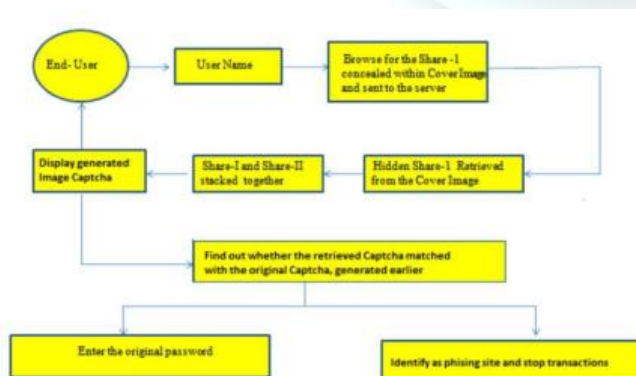 End- User
User Name
Browse for the Share -1
concealed within Cover Image
and sent to the server
Display generated
Image Captcha
Share-I and Share-II
stacked together
Hidden Share-1 Retrieved
from the Cover Image
Find out whether the retrieved Captcha matched
with the original Captcha, generated earlier
Enter the original password
Identify as phising site and stop transactions